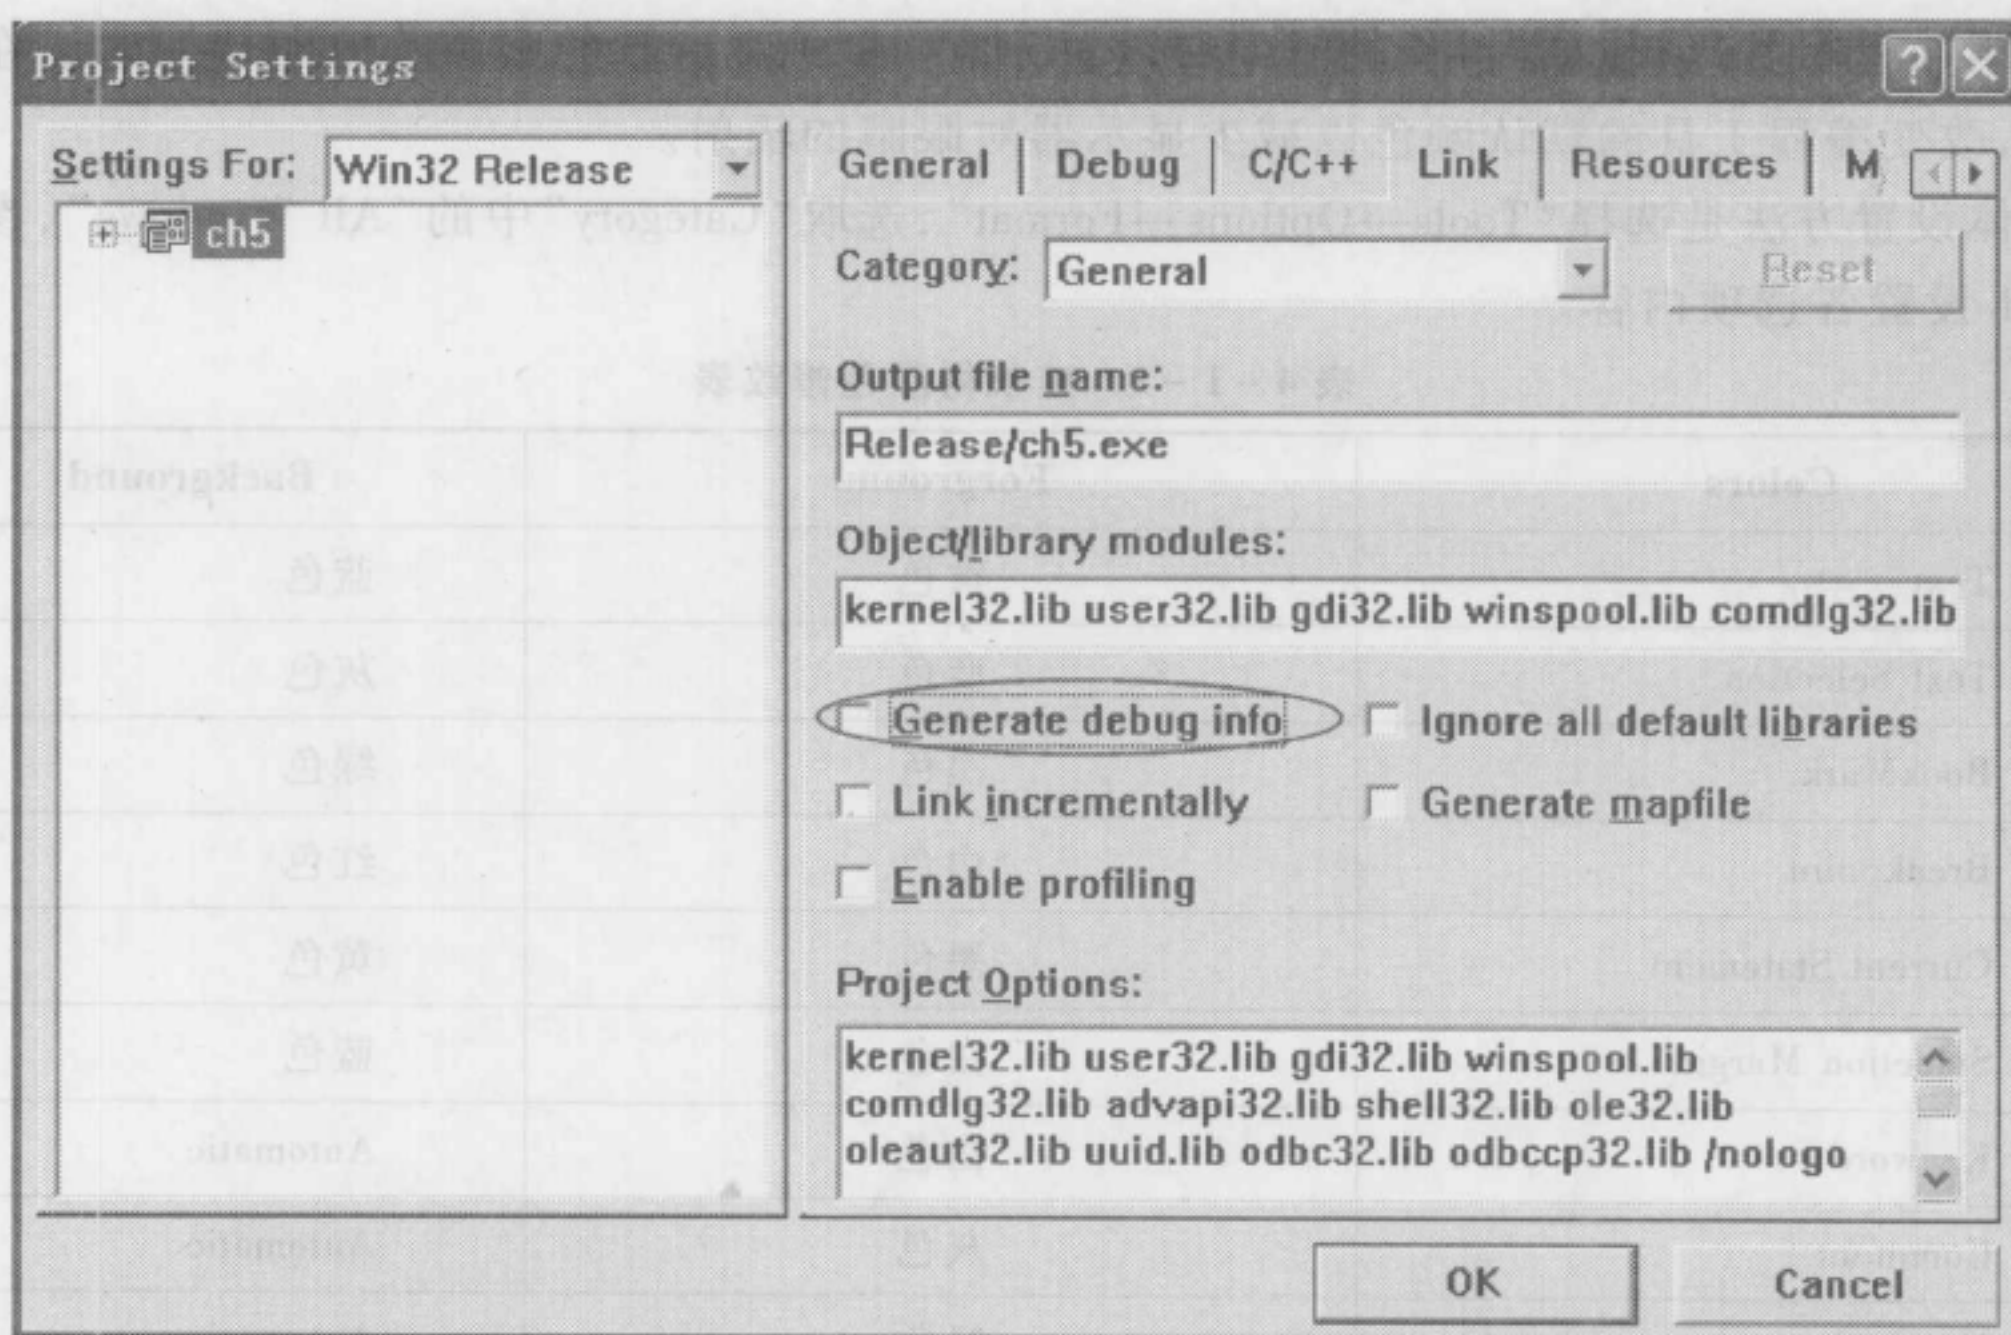 Project Settings
Settings For: Win32 Release
ch5
General Debug C/C++ Link Resources M
Category: General Reset
Output file name:
Release/ch5.exe
Object/library modules:
kernel32.lib user32.lib gdi32.lib winspool.lib comdlg32.lib
Generate debug info Ignore all default libraries
Link incrementally Generate mapfile
Enable profiling
Project Options:
kernel32.lib user32.lib gdi32.lib winspool.lib
comdlg32.lib advapi32.lib shell32.lib ole32.lib
oleaut32.lib uuid.lib odbc32.lib odbccp32.lib /nologo
OK Cancel